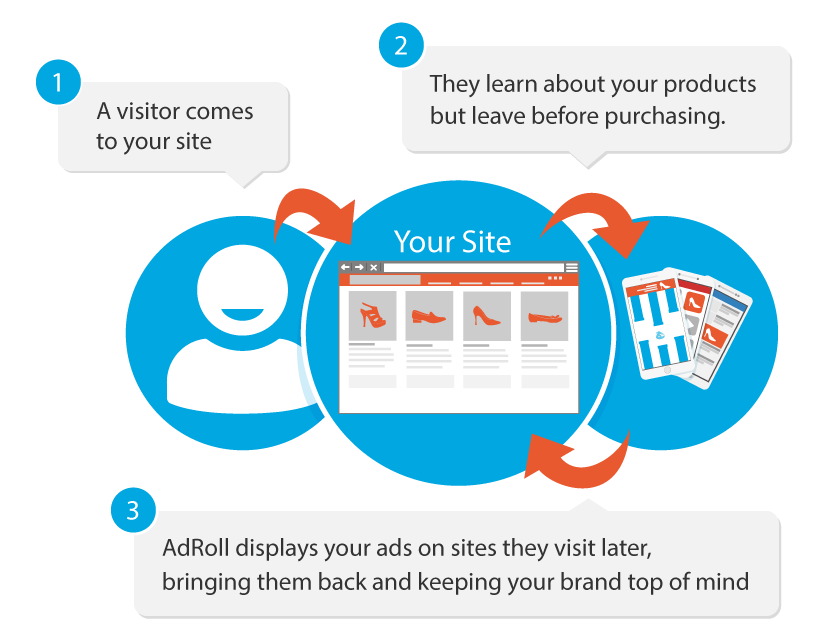 1
A visitor comes
to your site
2
They learn about your products
but leave before purchasing.
Your Site
3
AdRoll displays your ads on sites they visit later,
bringing them back and keeping your brand top of mind